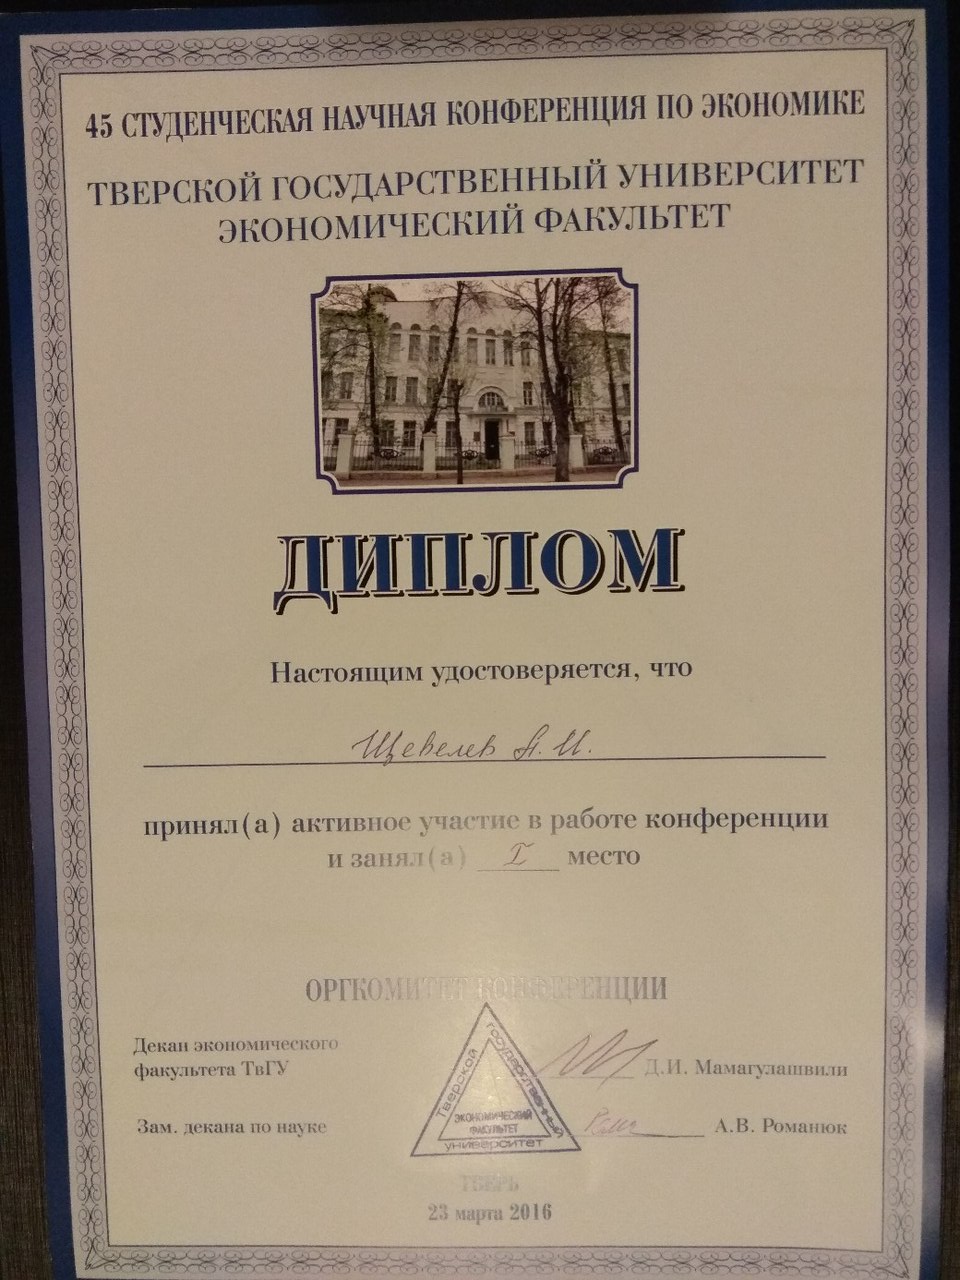 45 СТУДЕНЧЕСКАЯ НАУЧНАЯ КОНФЕРЕНЦИЯ ПО ЭКОНОМИКЕ
ТВЕРСКОЙ ГОСУДАРСТВЕННЫЙ УНИВЕРСИТЕТ
ЭКОНОМИЧЕСКИЙ ФАКУЛЬТЕТ
ДИПЛОМ
Настоящим удостоверяется, что
Щевелев А. И.
принял(а) активное участие в работе конференции
и занял(а) I место
ОРГКОМИТЕТ КОНФЕРЕНЦИИ
Декан экономического
факультета ТвГУ
Д.И. Мамагулашвили
Тверской государственный университет
ЭКОНОМИЧЕСКИЙ
ФАКУЛЬТЕТ
Зам. декана по науке
А.В. Романюк
ТВЕРЬ
23 марта 2016